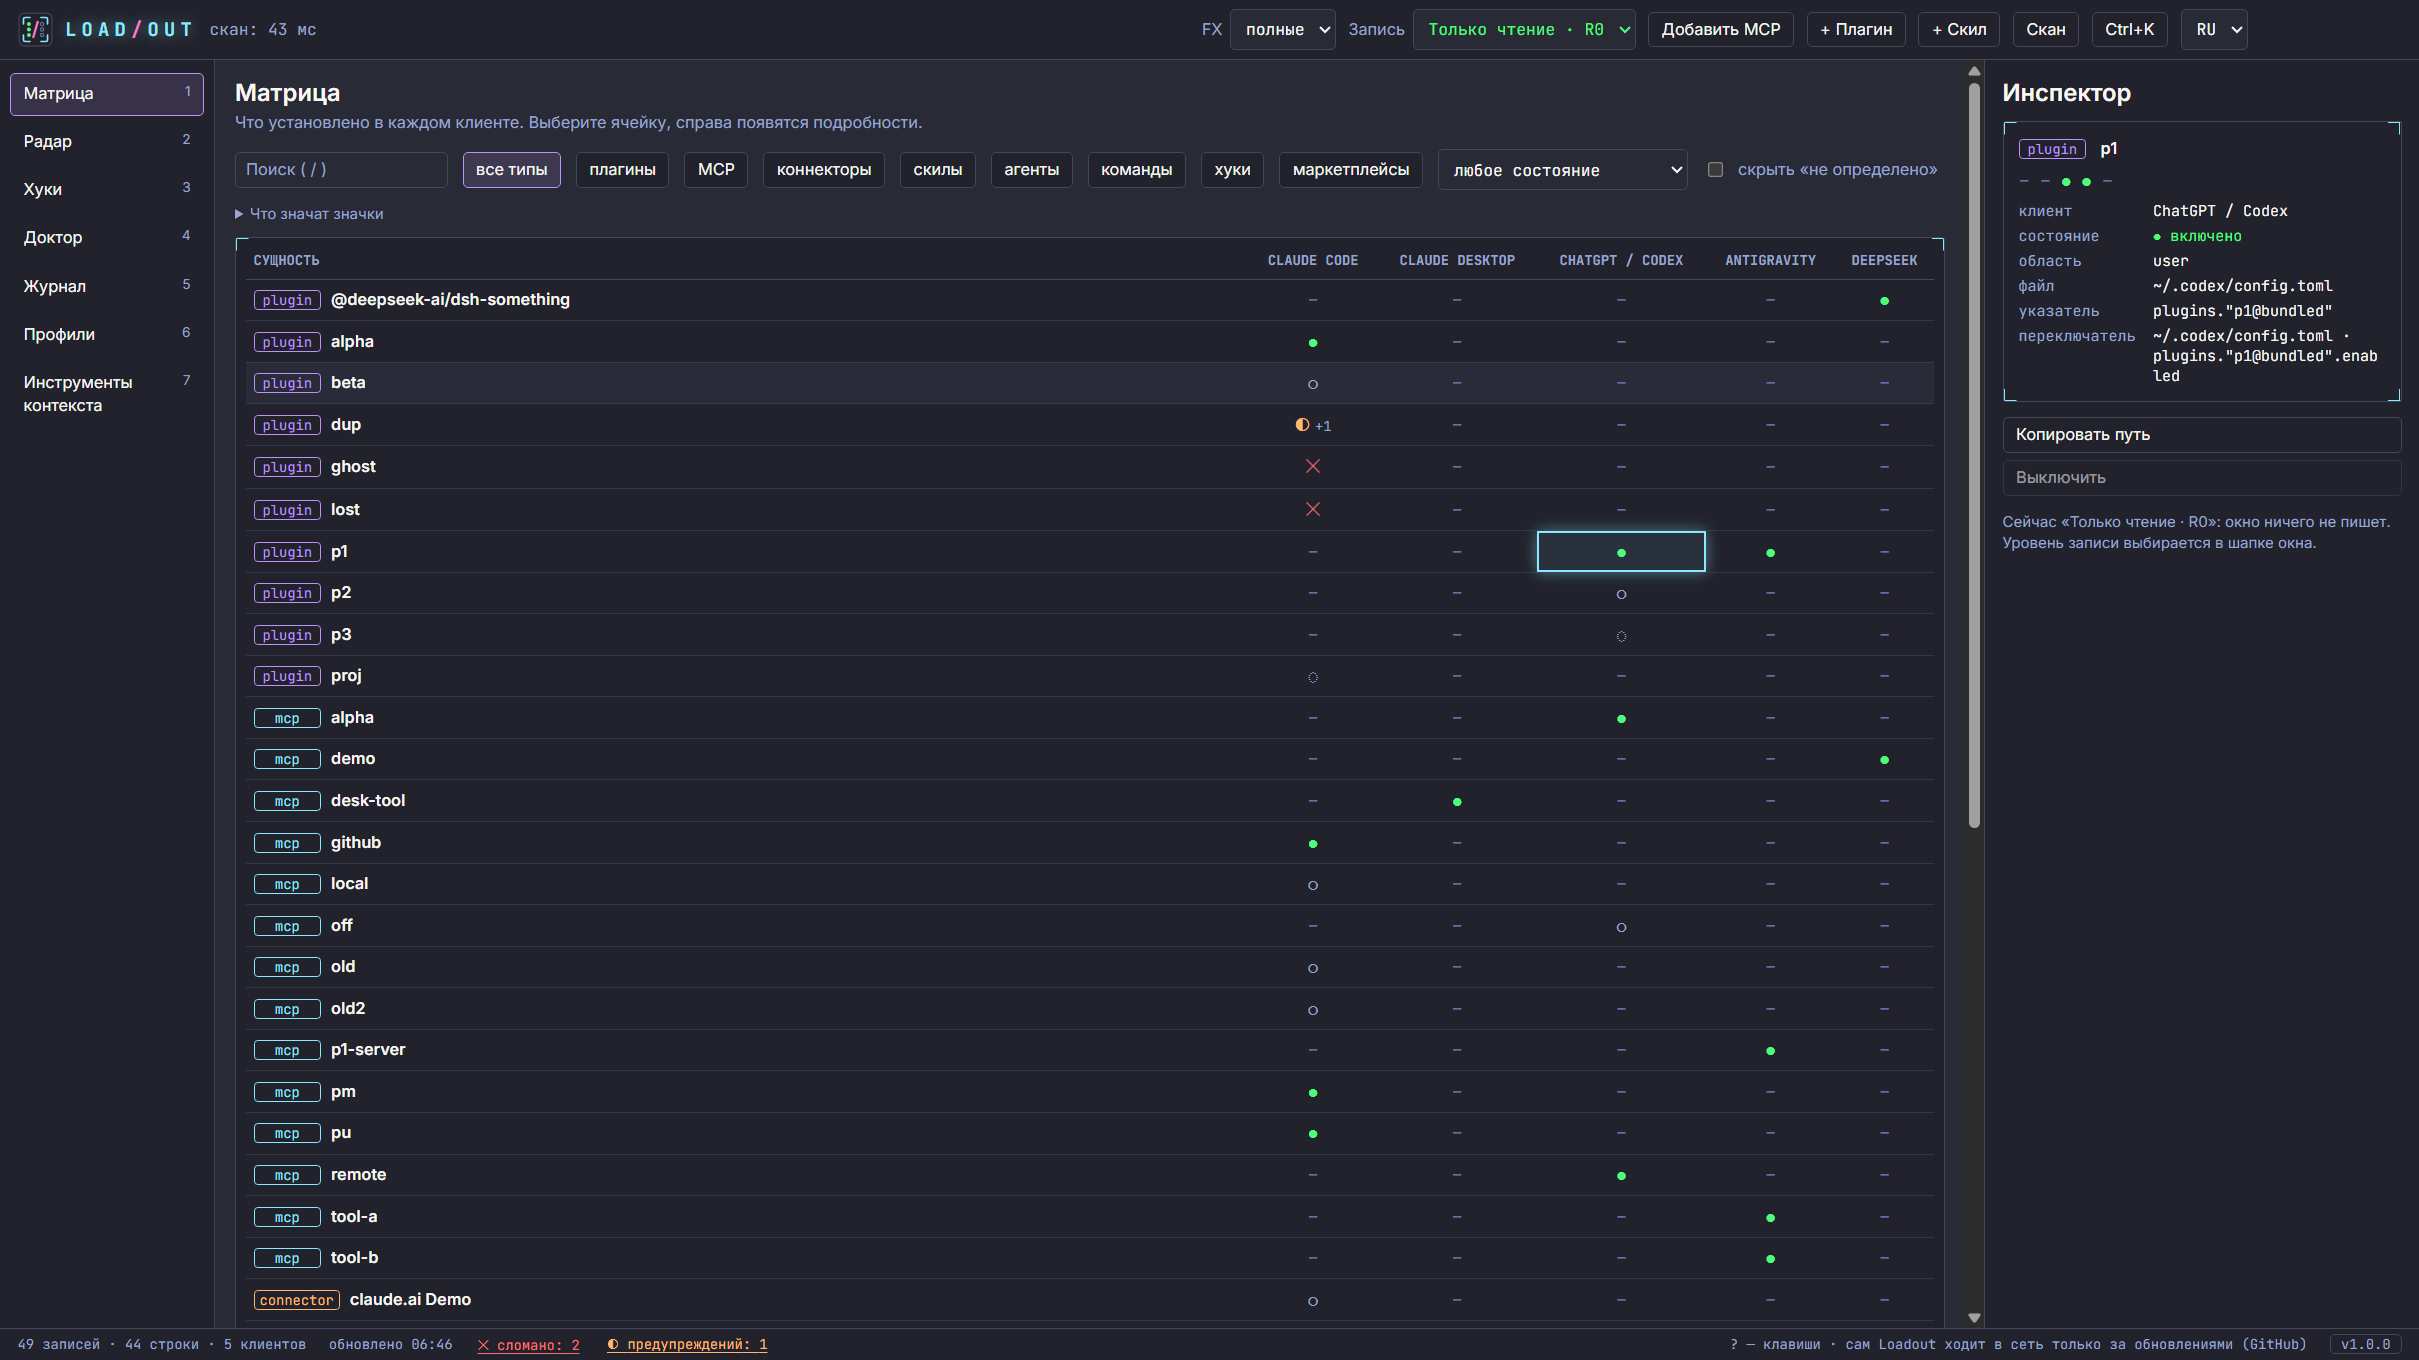 LOAD/OUT скан: 43 мс FX полные Запись Только чтение · R0 Добавить MCP + Плагин + Скил Скан Ctrl+K RU
Матрица 1
Радар 2
Хуки 3
Доктор 4
Журнал 5
Профили 6
Инструменты контекста 7
Матрица
Что установлено в каждом клиенте. Выберите ячейку, справа появятся подробности.
Поиск ( / ) все типы плагины MCP коннекторы скилы агенты команды хуки маркетплейсы любое состояние скрыть «не определено»
▶ Что значат значки
СУЩНОСТЬ CLAUDE CODE CLAUDE DESKTOP CHATGPT / CODEX ANTIGRAVITY DEEPSEEK
plugin @deepseek-ai/dsh-something – – – – ●
plugin alpha ● – – – –
plugin beta ○ – – – –
plugin dup ◐ +1 – – – –
plugin ghost ✕ – – – –
plugin lost ✕ – – – –
plugin p1 – – ● ● –
plugin p2 – – ○ – –
plugin p3 – – ◌ – –
plugin proj ◌ – – – –
mcp alpha – – ● – –
mcp demo – – – – ●
mcp desk-tool – ● – – –
mcp github ● – – – –
mcp local ○ – – – –
mcp off – – ○ – –
mcp old ○ – – – –
mcp old2 ○ – – – –
mcp p1-server – – – ● –
mcp pm ● – – – –
mcp pu ● – – – –
mcp remote – – ● – –
mcp tool-a – – – ● –
mcp tool-b – – – ● –
connector claude.ai Demo ○ – – – –
Инспектор
plugin p1
– – ● ● –
клиент ChatGPT / Codex
состояние ● включено
область user
файл ~/.codex/config.toml
указатель plugins."p1@bundled"
переключатель ~/.codex/config.toml ·
plugins."p1@bundled".enab
led
Копировать путь
Выключить
Сейчас «Только чтение · R0»: окно ничего не пишет.
Уровень записи выбирается в шапке окна.
49 записей · 44 строки · 5 клиентов обновлено 06:46 ✕ сломано: 2 ◐ предупреждений: 1 ? — клавиши · сам Loadout ходит в сеть только за обновлениями (GitHub) v1.0.0